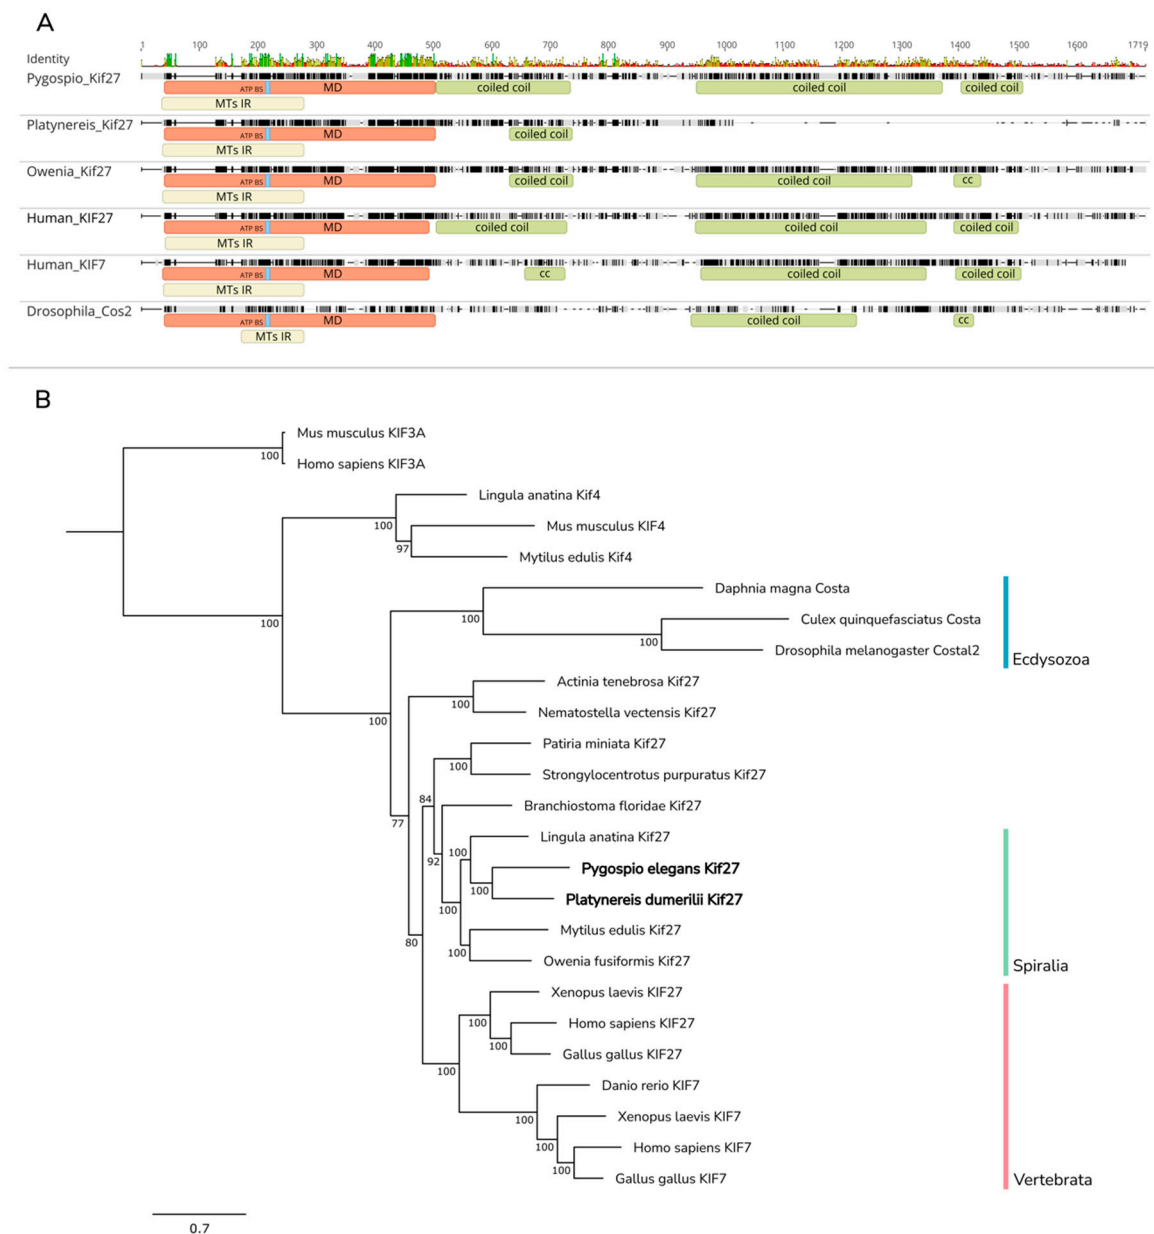 A
1 100 200 300 400 500 600 700 800 900 1000 1100 1200 1300 1400 1500 1600 1719
Identity
Pygospio_Kif27
ATP BS MD coiled coil coiled coil coiled coil
MTs IR
Platynereis_Kif27
ATP BS MD coiled coil
MTs IR
Owenia_Kif27
ATP BS MD coiled coil coiled coil cc
MTs IR
Human_KIF27
ATP BS MD coiled coil coiled coil coiled coil
MTs IR
Human_KIF7
ATP BS MD cc coiled coil coiled coil
MTs IR
Drosophila_Cos2
ATP BS MD coiled coil cc
MTs IR
B
Mus musculus KIF3A
100
Homo sapiens KIF3A
Lingula anatina Kif4
100
Mus musculus KIF4
97
Mytilus edulis Kif4
Daphnia magna Costa
100
100
Culex quinquefasciatus Costa
100
Drosophila melanogaster Costal2
Ecdysozoa
Actinia tenebrosa Kif27
100
Nematostella vectensis Kif27
100
Patiria miniata Kif27
100
Strongylocentrotus purpuratus Kif27
84
Branchiostoma floridae Kif27
77
Lingula anatina Kif27
100
92
Pygospio elegans Kif27
100
Platynereis dumerilii Kif27
100
Mytilus edulis Kif27
80
100
Owenia fusiformis Kif27
Spiralia
Xenopus laevis KIF27
100
Homo sapiens KIF27
100
Gallus gallus KIF27
100
Danio rerio KIF7
100
Xenopus laevis KIF7
100
Homo sapiens KIF7
100
Gallus gallus KIF7
Vertebrata
0.7